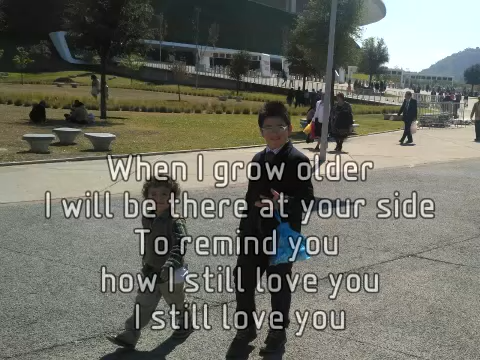 When I grow older
I will be there at your side
To remind you
how I still love you
I still love you